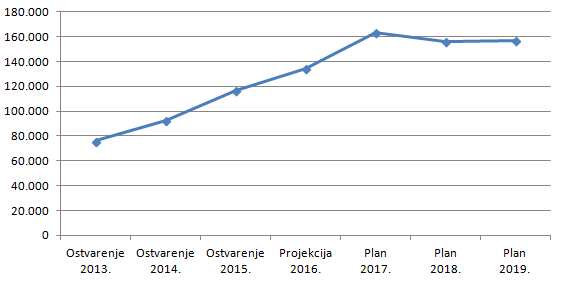 180.000
160.000
140.000
120.000
100.000
80.000
60.000
40.000
20.000
0
Ostvarenje 2013.
Ostvarenje 2014.
Ostvarenje 2015.
Projekcija 2016.
Plan 2017.
Plan 2018.
Plan 2019.